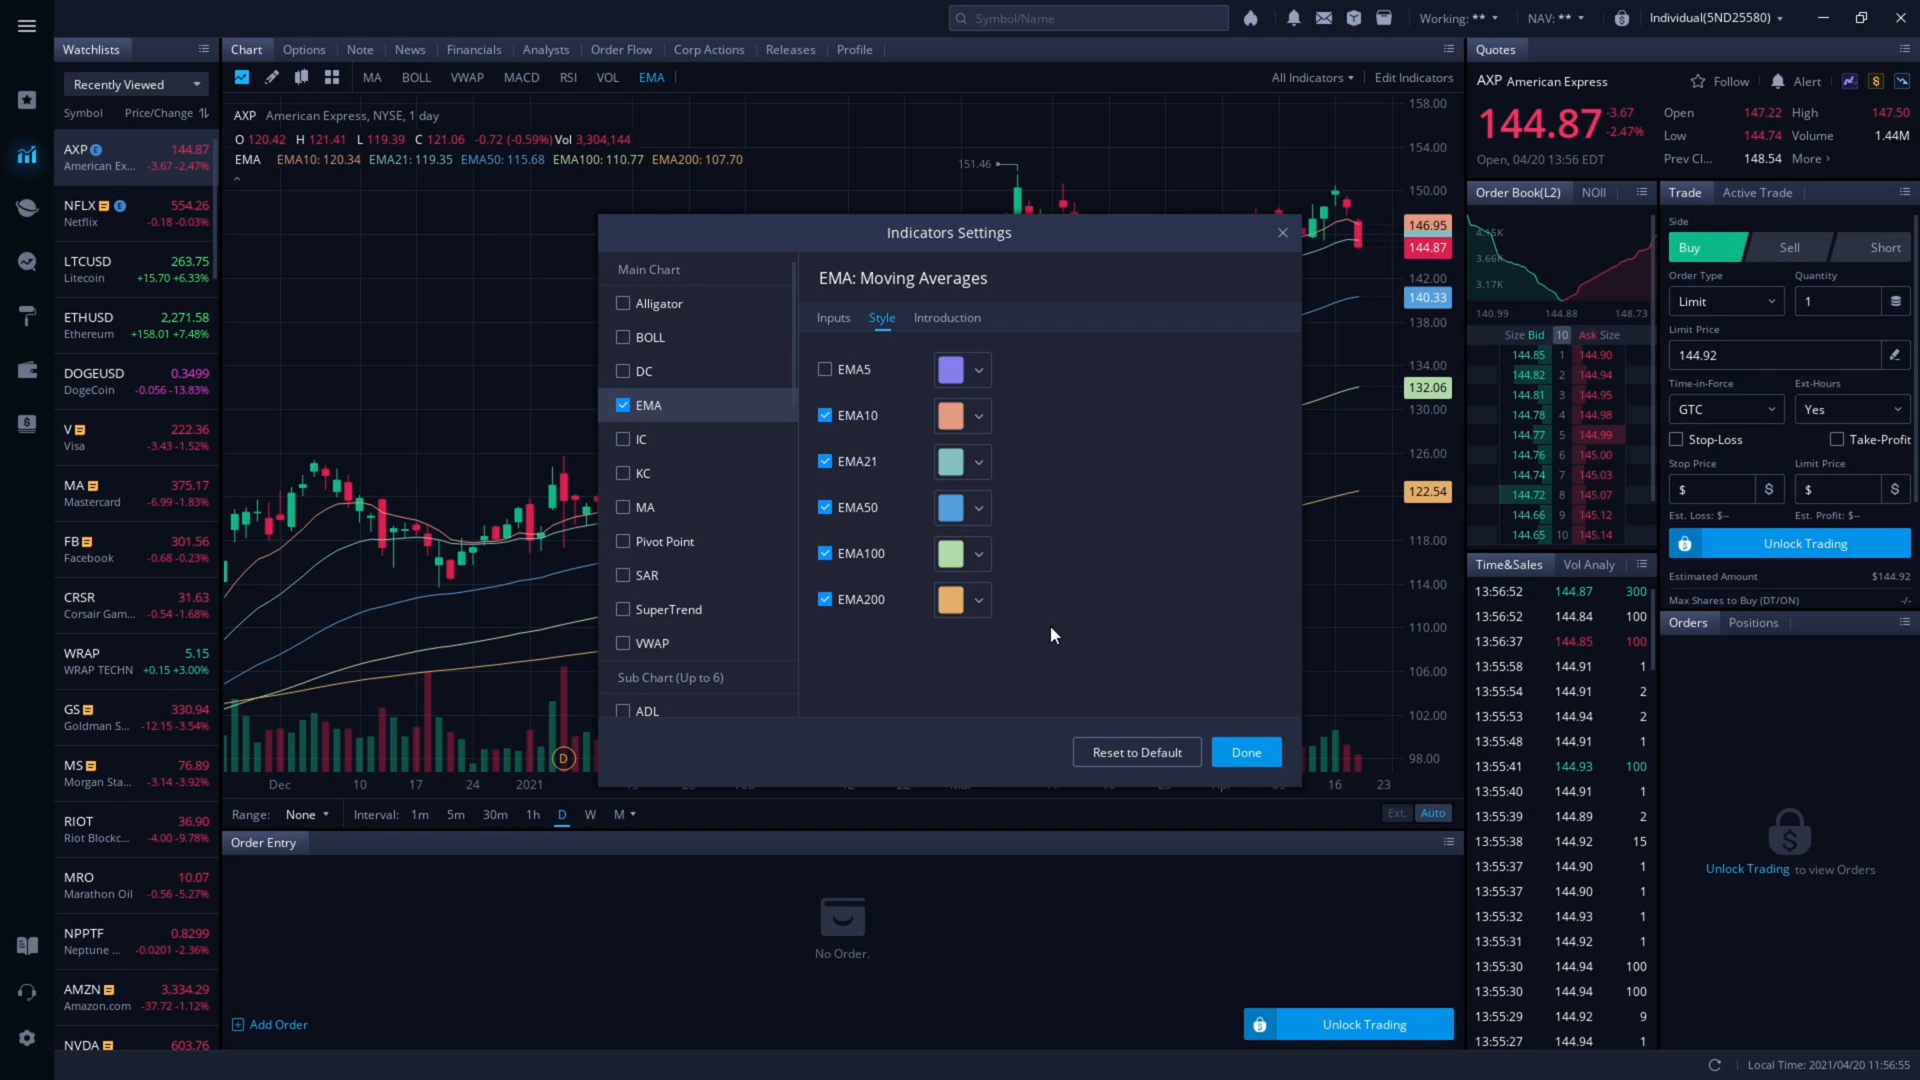 Symbol/Name
Working: **
NAV: **
Individual(5ND25580)
Watchlists
Recently Viewed
Symbol Price/Change
AXP E 144.87
American Ex... -3.67 -2.47%
NFLX E 554.26
Netflix -0.18 -0.03%
LTCUSD 263.75
Litecoin +15.70 +6.33%
ETHUSD 2,271.58
Ethereum +158.01 +7.48%
DOGEUSD 0.3499
DogeCoin -0.056 -13.83%
V 222.36
Visa -3.43 -1.52%
MA 375.17
Mastercard -6.99 -1.83%
FB 301.56
Facebook -0.68 -0.23%
CRSR 31.63
Corsair Gam... -0.54 -1.68%
WRAP 5.15
WRAP TECHN +0.15 +3.00%
GS 330.94
Goldman S... -12.15 -3.54%
MS 76.89
Morgan Sta... -3.14 -3.92%
RIOT 36.90
Riot Blockc... -4.00 -9.78%
MRO 10.07
Marathon Oil -0.56 -5.27%
NPPTF 0.8299
Neptune ... -0.0201 -2.36%
AMZN 3,334.29
Amazon.com -37.72 -1.12%
NVDA 603.76
Chart Options Note News Financials Analysts Order Flow Corp Actions Releases Profile
MA BOLL VWAP MACD RSI VOL EMA
All Indicators Edit Indicators
AXP American Express, NYSE, 1 day
O 120.42 H 121.41 L 119.39 C 121.06 -0.72 (-0.59%) Vol 3,304,144
EMA EMA10: 120.34 EMA21: 119.35 EMA50: 115.68 EMA100: 110.77 EMA200: 107.70
151.46
158.00
154.00
150.00
146.95
144.87
142.00
140.33
138.00
134.00
132.06
130.00
126.00
122.54
118.00
114.00
110.00
106.00
102.00
98.00
D
Dec 10 17 24 2021 16 23
Indicators Settings
Main Chart
Alligator
BOLL
DC
EMA
IC
KC
MA
Pivot Point
SAR
SuperTrend
VWAP
Sub Chart (Up to 6)
ADL
EMA: Moving Averages
Inputs Style Introduction
EMA5
EMA10
EMA21
EMA50
EMA100
EMA200
Reset to Default
Done
Range: None Interval: 1m 5m 30m 1h D W M
Ext. Auto
Order Entry
No Order.
Add Order
Unlock Trading
Quotes
AXP American Express
Follow Alert
144.87 -3.67
-2.47%
Open, 04/20 13:56 EDT
Open 147.22 High 147.50
Low 144.74 Volume 1.44M
Prev Cl... 148.54 More
Order Book(L2) NOII
4.15K
3.66K
3.17K
140.99 144.88 148.73
Size Bid 10 Ask Size
144.85 1 144.90
144.82 2 144.94
144.81 3 144.95
144.78 4 144.98
144.77 5 144.99
144.76 6 145.00
144.74 7 145.03
144.72 8 145.07
144.66 9 145.12
144.65 10 145.14
Time&Sales Vol Analy
13:56:52 144.87 300
13:56:52 144.84 100
13:56:37 144.85 100
13:55:58 144.91 1
13:55:54 144.91 2
13:55:53 144.94 2
13:55:48 144.91 1
13:55:41 144.93 100
13:55:40 144.91 1
13:55:39 144.89 2
13:55:38 144.92 15
13:55:37 144.90 1
13:55:37 144.90 1
13:55:32 144.93 1
13:55:31 144.92 1
13:55:30 144.94 100
13:55:30 144.94 100
13:55:29 144.92 9
13:55:27 144.94 1
Trade Active Trade
Side
Buy Sell Short
Order Type Quantity
Limit 1
Limit Price
144.92
Time-in-Force Ext-Hours
GTC Yes
Stop-Loss Take-Profit
Stop Price Limit Price
$ $ $ $
Est. Loss: $-- Est. Profit: $--
Unlock Trading
Estimated Amount $144.92
Max Shares to Buy (DT/ON) -/-
Orders Positions
Unlock Trading to view Orders
Local Time: 2021/04/20 11:56:55